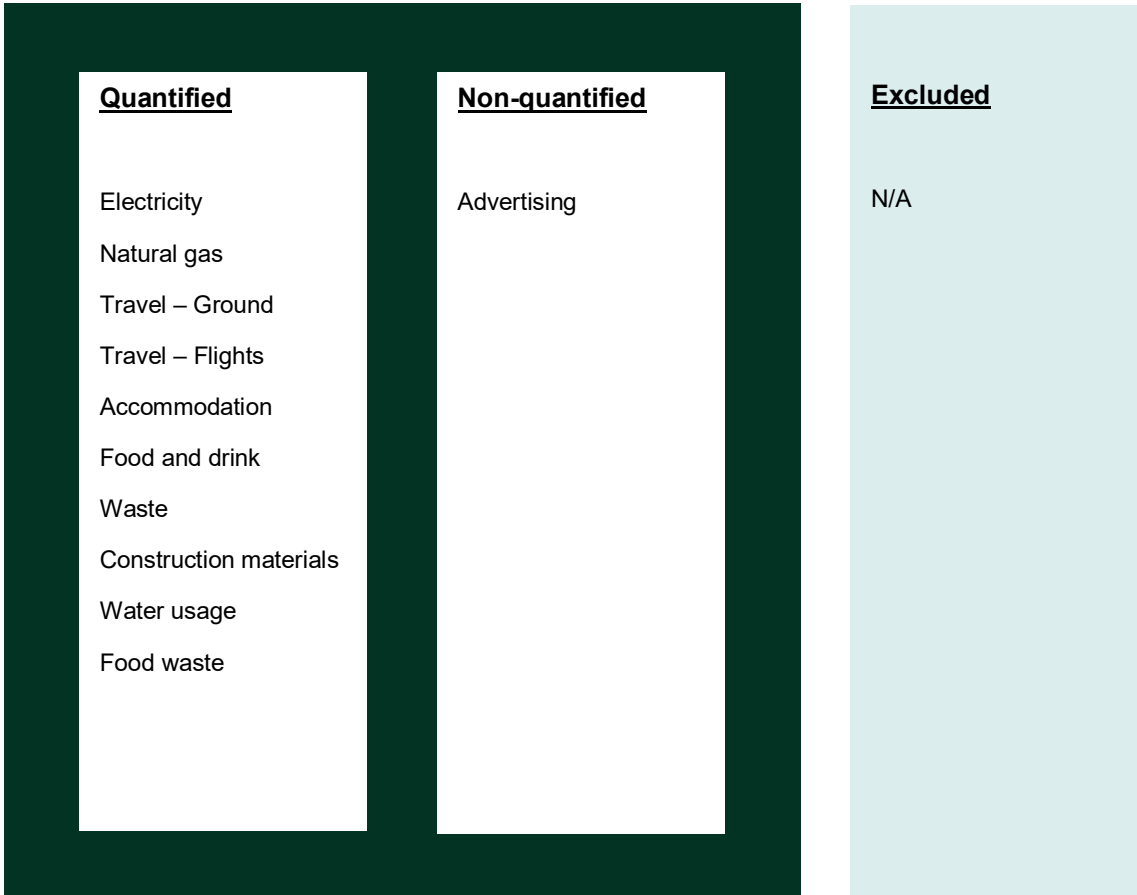 Quantified
Electricity
Natural gas
Travel – Ground
Travel – Flights
Accommodation
Food and drink
Waste
Construction materials
Water usage
Food waste
Non-quantified
Advertising
Excluded
N/A